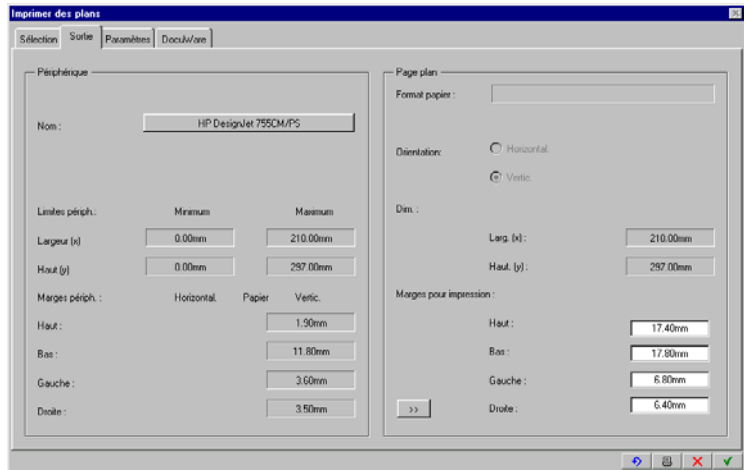 Imprimer des plans
Sélection Sortie Paramètres DocuWare
Périphérique
Nom : HP DesignJet 755CM/PS
Limites périph.: Minimum Maximum
Largeur (x) 0.00mm 210.00mm
Haut (y) 0.00mm 297.00mm
Marges périph. : Horizontal. Papier Vertic.
Haut : 1.90mm
Bas : 11.80mm
Gauche : 3.60mm
Droite : 3.50mm
Page plan
Format papier :
Orientation: Horizontal.
Vertic.
Dim. :
Larg. (x) : 210.00mm
Haut. (y) : 297.00mm
Marges pour impression :
Haut : 17.40mm
Bas : 17.80mm
Gauche : 6.80mm
>> Droite : 6.40mm